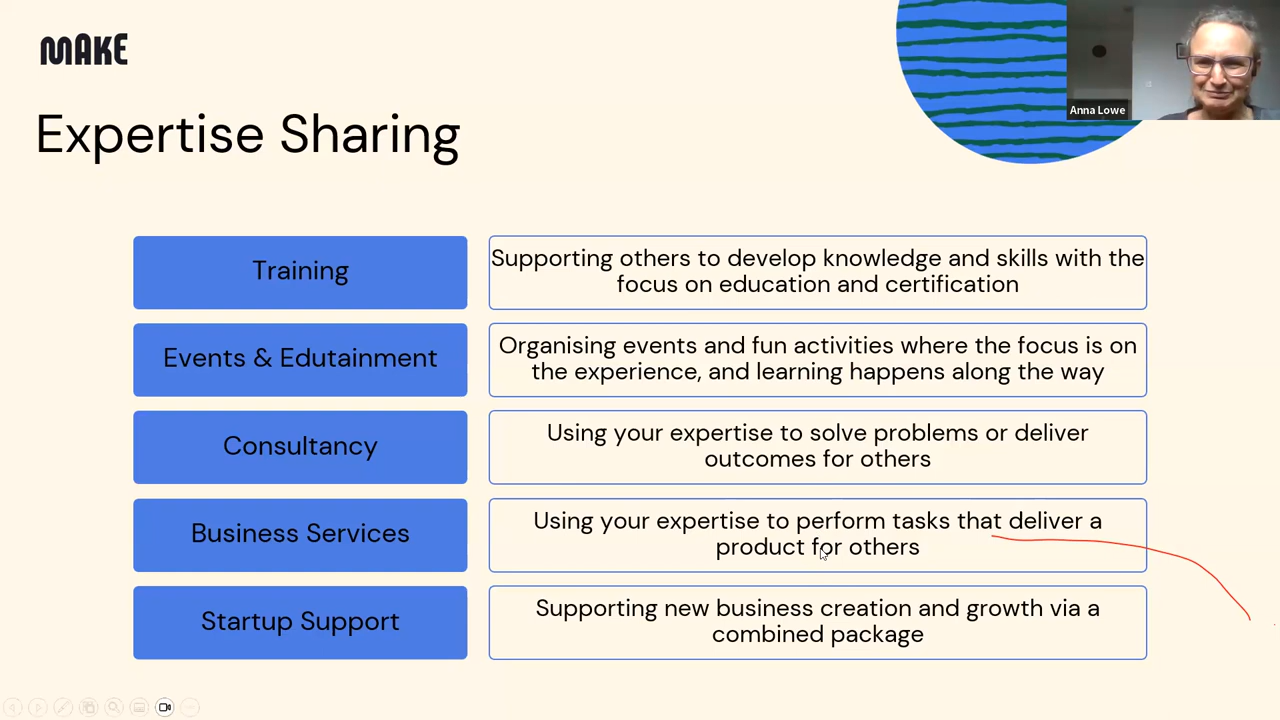 MAKE
Anna Lowe
Expertise Sharing
Training
Supporting others to develop knowledge and skills with the
focus on education and certification
Events & Edutainment
Organising events and fun activities where the focus is on
the experience, and learning happens along the way
Consultancy
Using your expertise to solve problems or deliver
outcomes for others
Business Services
Using your expertise to perform tasks that deliver a
product for others
Startup Support
Supporting new business creation and growth via a
combined package